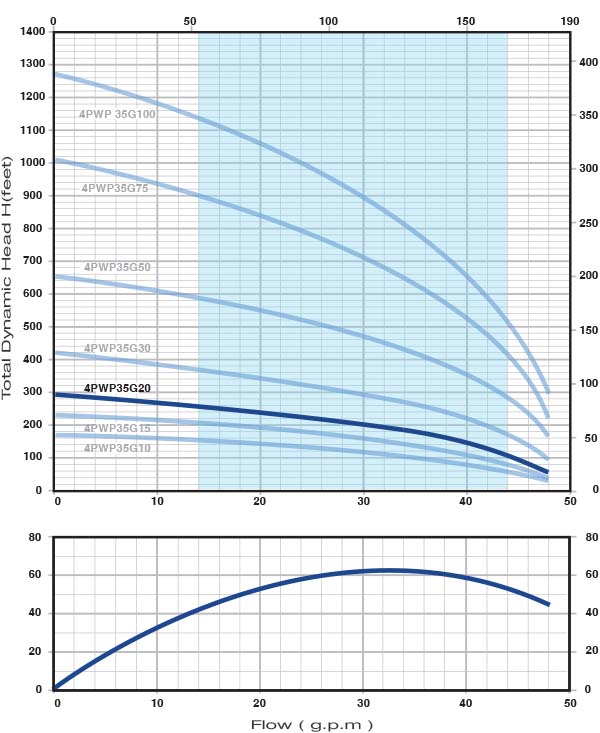 0 50 100 150 190
1400
1300
1200
1100
1000
900
800
700
600
500
400
300
200
100
0
400
350
300
250
200
150
100
50
0
Total Dynamic Head H(feet)
4PWP 35G100
4PWP35G75
4PWP35G50
4PWP35G30
4PWP35G20
4PWP35G15
4PWP35G10
0 10 20 30 40 50
80 80
60 60
40 40
20 20
0 0
10 20 30 40 50
Flow ( g.p.m )